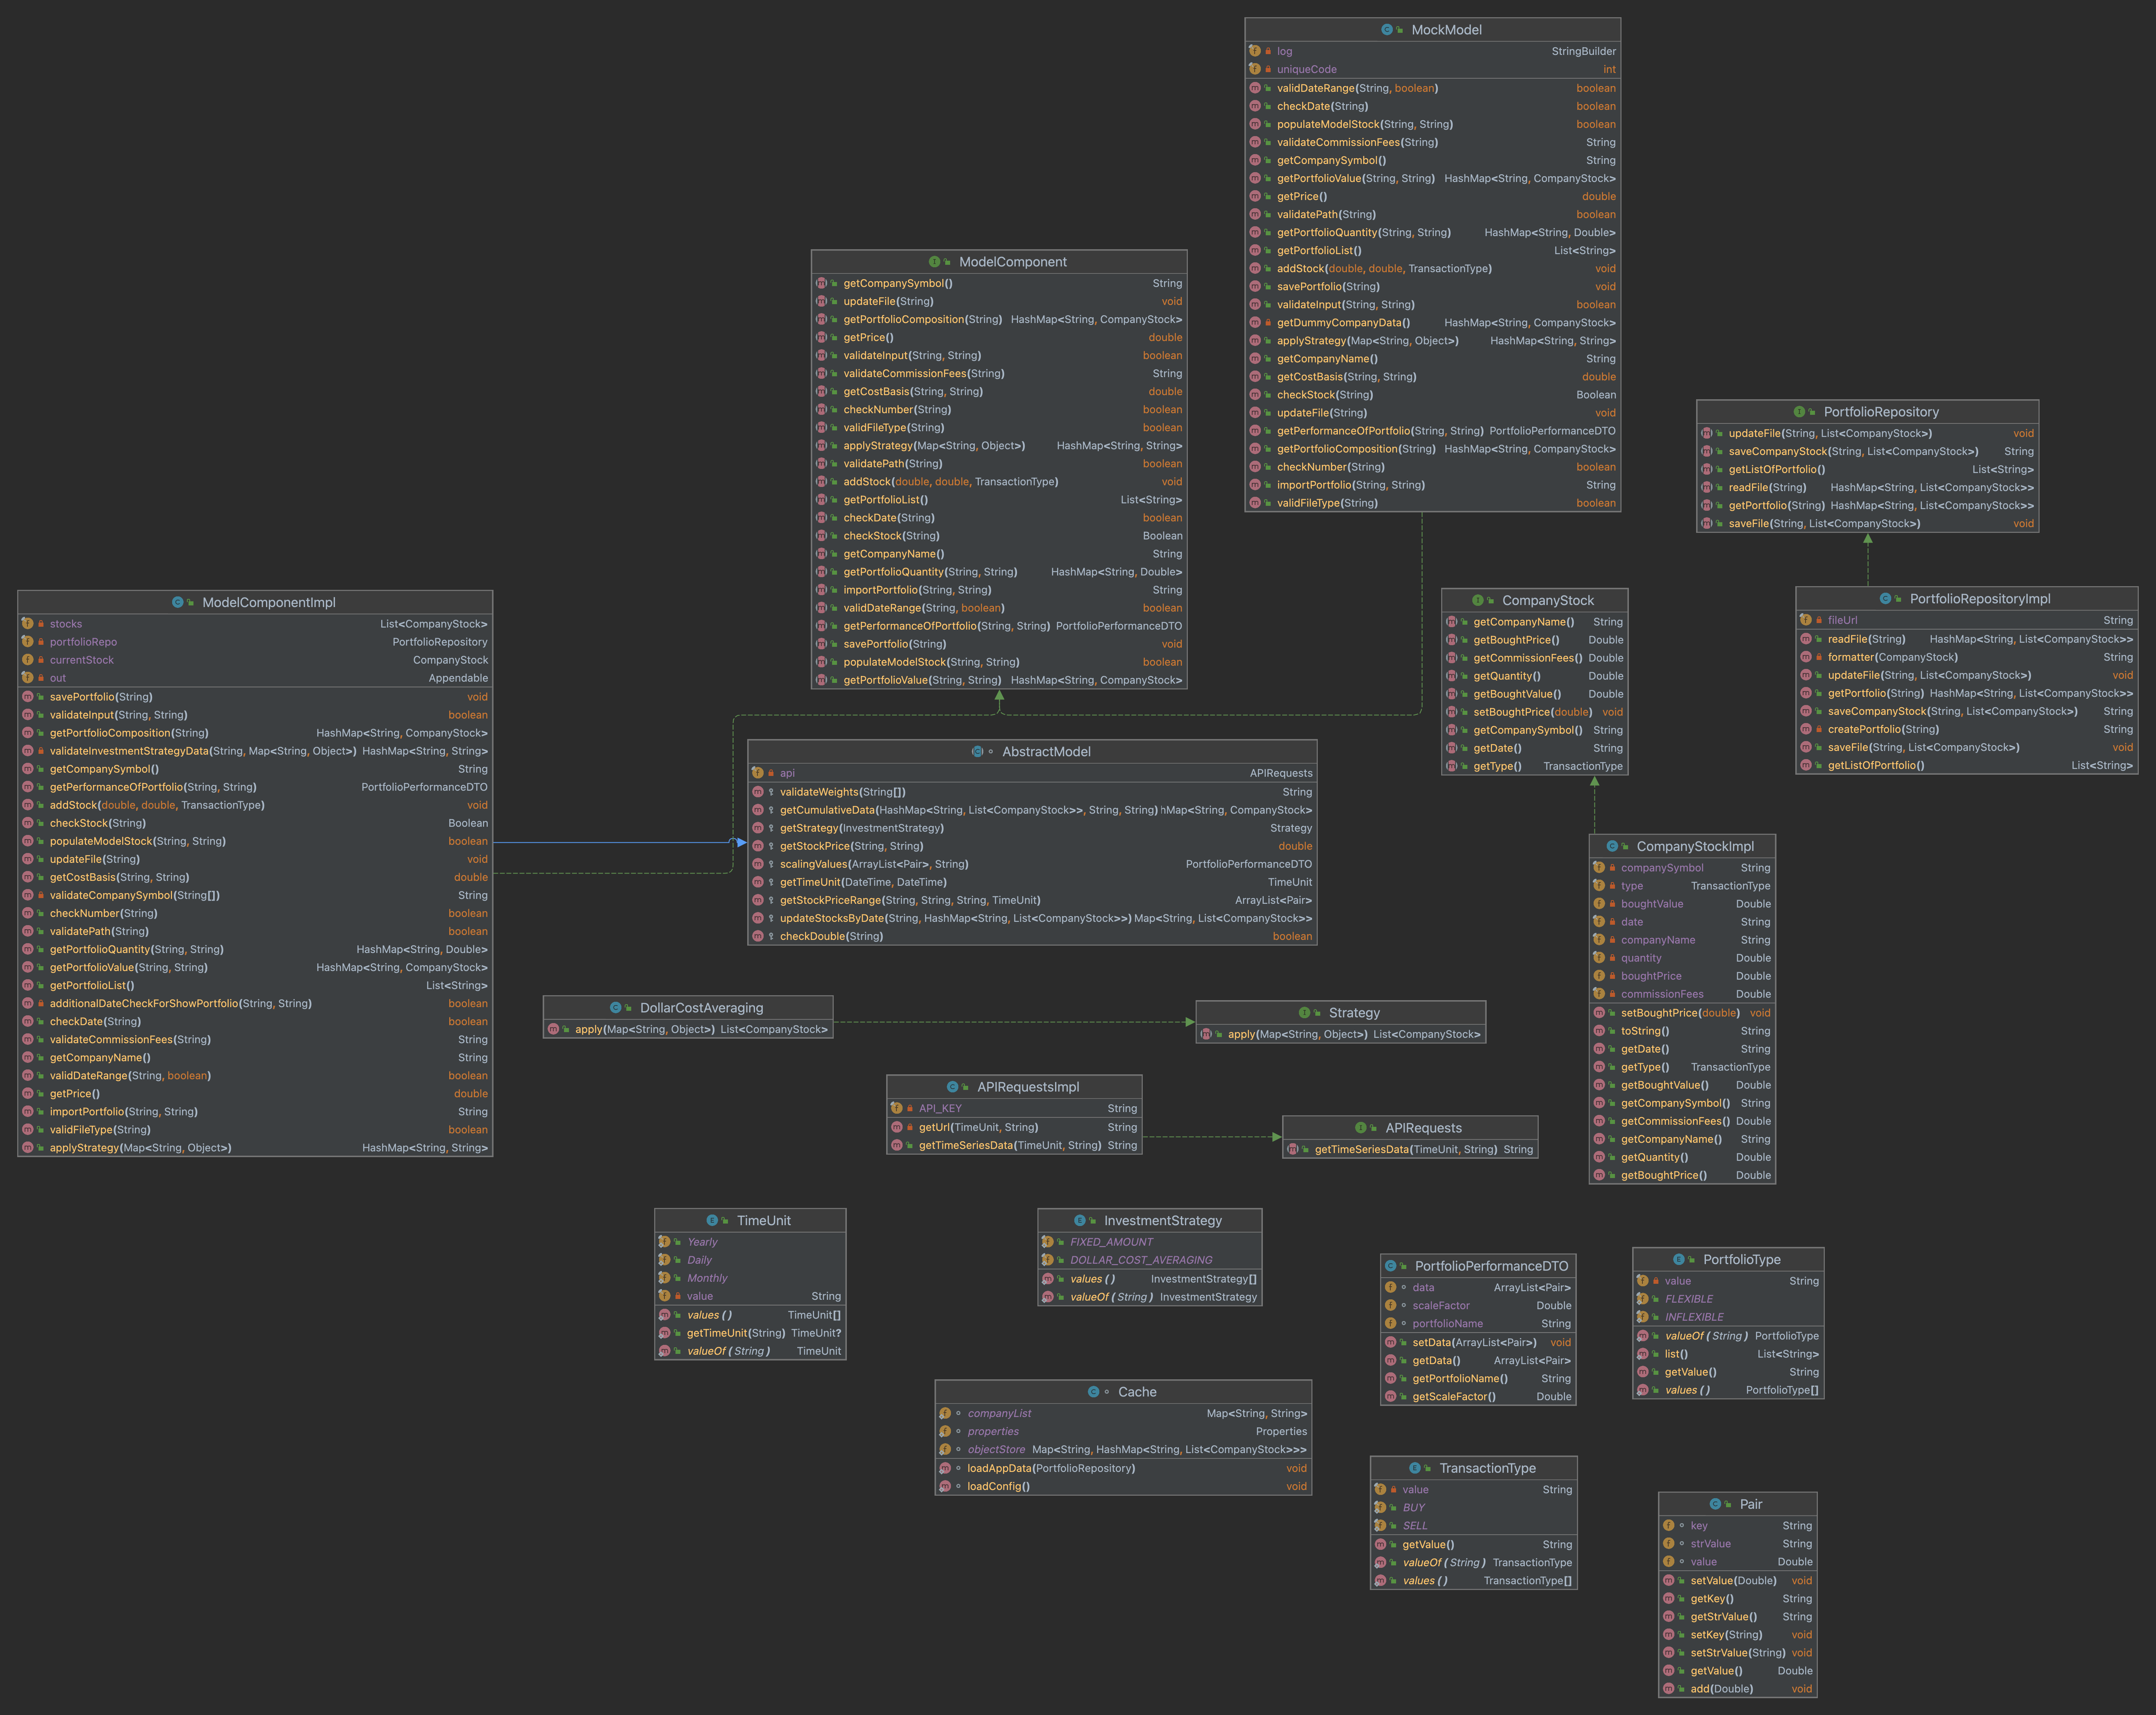 MockModel
log StringBuilder
uniqueCode int
validDateRange(String, boolean) boolean
checkDate(String) boolean
populateModelStock(String, String) boolean
validateCommissionFees(String) String
getCompanySymbol() String
getPortfolioValue(String, String) HashMap<String, CompanyStock>
getPrice() double
validatePath(String) boolean
getPortfolioQuantity(String, String) HashMap<String, Double>
getPortfolioList() List<String>
addStock(double, double, TransactionType) void
savePortfolio(String) void
validateInput(String, String) boolean
getDummyCompanyData() HashMap<String, CompanyStock>
applyStrategy(Map<String, Object>) HashMap<String, String>
getCompanyName() String
getCostBasis(String, String) double
checkStock(String) Boolean
updateFile(String) void
getPerformanceOfPortfolio(String, String) PortfolioPerformanceDTO
getPortfolioComposition(String) HashMap<String, CompanyStock>
checkNumber(String) boolean
importPortfolio(String, String) String
validFileType(String) boolean
ModelComponent
getCompanySymbol() String
updateFile(String) void
getPortfolioComposition(String) HashMap<String, CompanyStock>
getPrice() double
validateInput(String, String) boolean
validateCommissionFees(String) String
getCostBasis(String, String) double
checkNumber(String) boolean
validFileType(String) boolean
applyStrategy(Map<String, Object>) HashMap<String, String>
validatePath(String) boolean
addStock(double, double, TransactionType) void
getPortfolioList() List<String>
checkDate(String) boolean
checkStock(String) Boolean
getCompanyName() String
getPortfolioQuantity(String, String) HashMap<String, Double>
importPortfolio(String, String) String
validDateRange(String, boolean) boolean
getPerformanceOfPortfolio(String, String) PortfolioPerformanceDTO
savePortfolio(String) void
populateModelStock(String, String) boolean
getPortfolioValue(String, String) HashMap<String, CompanyStock>
PortfolioRepository
updateFile(String, List<CompanyStock>) void
saveCompanyStock(String, List<CompanyStock>) String
getListOfPortfolio() List<String>
readFile(String) HashMap<String, List<CompanyStock>>
getPortfolio(String) HashMap<String, List<CompanyStock>>
saveFile(String, List<CompanyStock>) void
ModelComponentImpl
stocks List<CompanyStock>
portfolioRepo PortfolioRepository
currentStock CompanyStock
out Appendable
savePortfolio(String) void
validateInput(String, String) boolean
getPortfolioComposition(String) HashMap<String, CompanyStock>
validateInvestmentStrategyData(String, Map<String, Object>) HashMap<String, String>
getCompanySymbol() String
getPerformanceOfPortfolio(String, String) PortfolioPerformanceDTO
addStock(double, double, TransactionType) void
checkStock(String) Boolean
populateModelStock(String, String) boolean
updateFile(String) void
getCostBasis(String, String) double
validateCompanySymbol(String[]) String
checkNumber(String) boolean
validatePath(String) boolean
getPortfolioQuantity(String, String) HashMap<String, Double>
getPortfolioValue(String, String) HashMap<String, CompanyStock>
getPortfolioList() List<String>
additionalDateCheckForShowPortfolio(String, String) boolean
checkDate(String) boolean
validateCommissionFees(String) String
getCompanyName() String
validDateRange(String, boolean) boolean
getPrice() double
importPortfolio(String, String) String
validFileType(String) boolean
applyStrategy(Map<String, Object>) HashMap<String, String>
CompanyStock
getCompanyName() String
getBoughtPrice() Double
getCommissionFees() Double
getQuantity() Double
getBoughtValue() Double
setBoughtPrice(double) void
getCompanySymbol() String
getDate() String
getType() TransactionType
PortfolioRepositoryImpl
fileUrl String
readFile(String) HashMap<String, List<CompanyStock>>
formatter(CompanyStock) String
updateFile(String, List<CompanyStock>) void
getPortfolio(String) HashMap<String, List<CompanyStock>>
saveCompanyStock(String, List<CompanyStock>) String
createPortfolio(String) String
saveFile(String, List<CompanyStock>) void
getListOfPortfolio() List<String>
AbstractModel
api APIRequests
validateWeights(String[]) String
getCumulativeData(HashMap<String, List<CompanyStock>>, String, String) hMap<String, CompanyStock>
getStrategy(InvestmentStrategy) Strategy
getStockPrice(String, String) double
scalingValues(ArrayList<Pair>, String) PortfolioPerformanceDTO
getTimeUnit(DateTime, DateTime) TimeUnit
getStockPriceRange(String, String, String, TimeUnit) ArrayList<Pair>
updateStocksByDate(String, HashMap<String, List<CompanyStock>>) Map<String, List<CompanyStock>>
checkDouble(String) boolean
CompanyStockImpl
companySymbol String
type TransactionType
boughtValue Double
date String
companyName String
quantity Double
boughtPrice Double
commissionFees Double
setBoughtPrice(double) void
toString() String
getDate() String
getType() TransactionType
getBoughtValue() Double
getCompanySymbol() String
getCommissionFees() Double
getCompanyName() String
getQuantity() Double
getBoughtPrice() Double
DollarCostAveraging
apply(Map<String, Object>) List<CompanyStock>
Strategy
apply(Map<String, Object>) List<CompanyStock>
APIRequestsImpl
API_KEY String
getUrl(TimeUnit, String) String
getTimeSeriesData(TimeUnit, String) String
APIRequests
getTimeSeriesData(TimeUnit, String) String
TimeUnit
Yearly
Daily
Monthly
value String
values() TimeUnit[]
getTimeUnit(String) TimeUnit?
valueOf(String) TimeUnit
InvestmentStrategy
FIXED_AMOUNT
DOLLAR_COST_AVERAGING
values() InvestmentStrategy[]
valueOf(String) InvestmentStrategy
PortfolioPerformanceDTO
data ArrayList<Pair>
scaleFactor Double
portfolioName String
setData(ArrayList<Pair>) void
getData() ArrayList<Pair>
getPortfolioName() String
getScaleFactor() Double
PortfolioType
value String
FLEXIBLE
INFLEXIBLE
valueOf(String) PortfolioType
list() List<String>
getValue() String
values() PortfolioType[]
Cache
companyList Map<String, String>
properties Properties
objectStore Map<String, HashMap<String, List<CompanyStock>>>
loadAppData(PortfolioRepository) void
loadConfig() void
TransactionType
value String
BUY
SELL
getValue() String
valueOf(String) TransactionType
values() TransactionType[]
Pair
key String
strValue String
value Double
setValue(Double) void
getKey() String
getStrValue() String
setKey(String) void
setStrValue(String) void
getValue() Double
add(Double) void